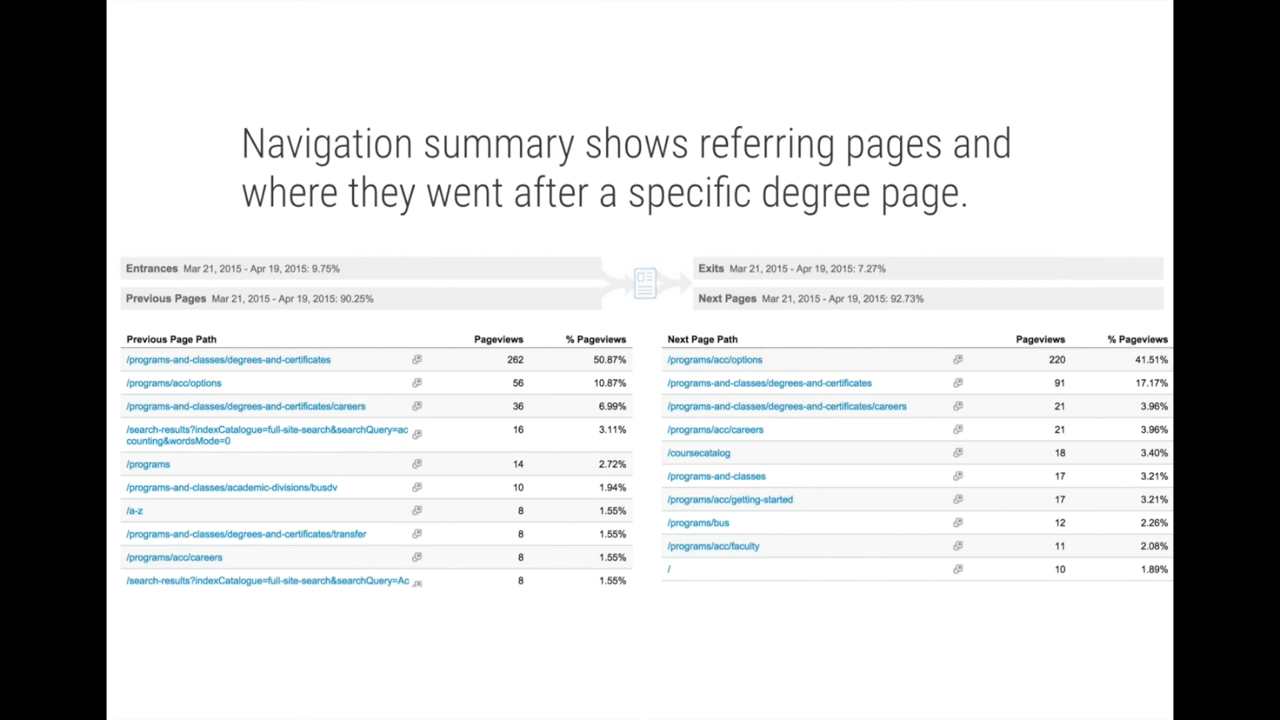 Navigation summary shows referring pages and
where they went after a specific degree page.
Entrances Mar 21, 2015 - Apr 19, 2015: 9.75%
Previous Pages Mar 21, 2015 - Apr 19, 2015: 90.25%
Exits Mar 21, 2015 - Apr 19, 2015: 7.27%
Next Pages Mar 21, 2015 - Apr 19, 2015: 92.73%
Previous Page Path Pageviews % Pageviews
/programs-and-classes/degrees-and-certificates 262 50.87%
/programs/acc/options 56 10.87%
/programs-and-classes/degrees-and-certificates/careers 36 6.99%
/search-results?indexCatalogue=full-site-search&searchQuery=ac 16 3.11%
counting&wordsMode=0
/programs 14 2.72%
/programs-and-classes/academic-divisions/busdv 10 1.94%
/a-z 8 1.55%
/programs-and-classes/degrees-and-certificates/transfer 8 1.55%
/programs/acc/careers 8 1.55%
/search-results?indexCatalogue=full-site-search&searchQuery=Ac 8 1.55%
Next Page Path Pageviews % Pageviews
/programs/acc/options 220 41.51%
/programs-and-classes/degrees-and-certificates 91 17.17%
/programs-and-classes/degrees-and-certificates/careers 21 3.96%
/programs/acc/careers 21 3.96%
/coursecatalog 18 3.40%
/programs-and-classes 17 3.21%
/programs/acc/getting-started 17 3.21%
/programs/bus 12 2.26%
/programs/acc/faculty 11 2.08%
/ 10 1.89%